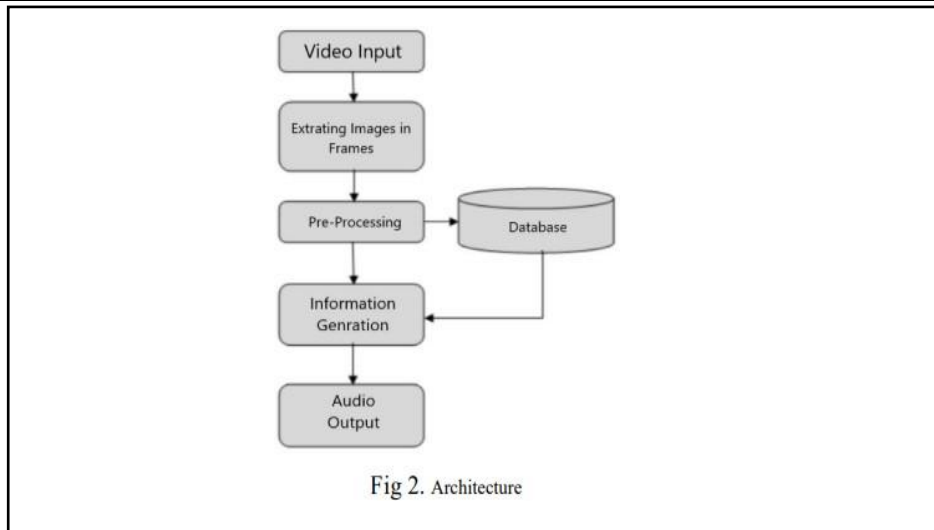 Video Input
Extrating Images in
Frames
Pre-Processing
Database
Information
Genration
Audio
Output
Fig 2. Architecture